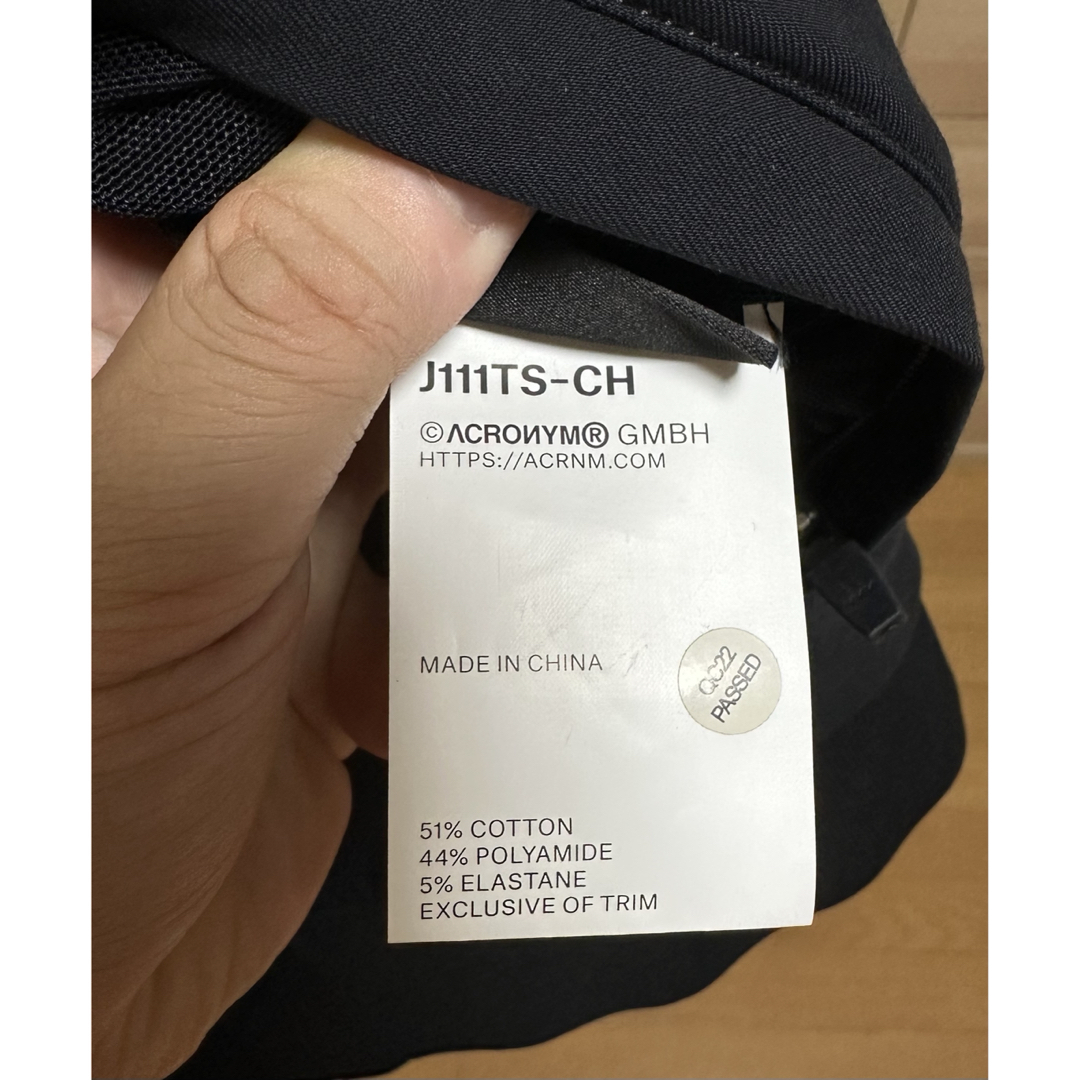 J111TS-CH
©ΛCROИYM® GMBH
HTTPS://ACRNM.COM
MADE IN CHINA
QC22
PASSED
51% COTTON
44% POLYAMIDE
5% ELASTANE
EXCLUSIVE OF TRIM